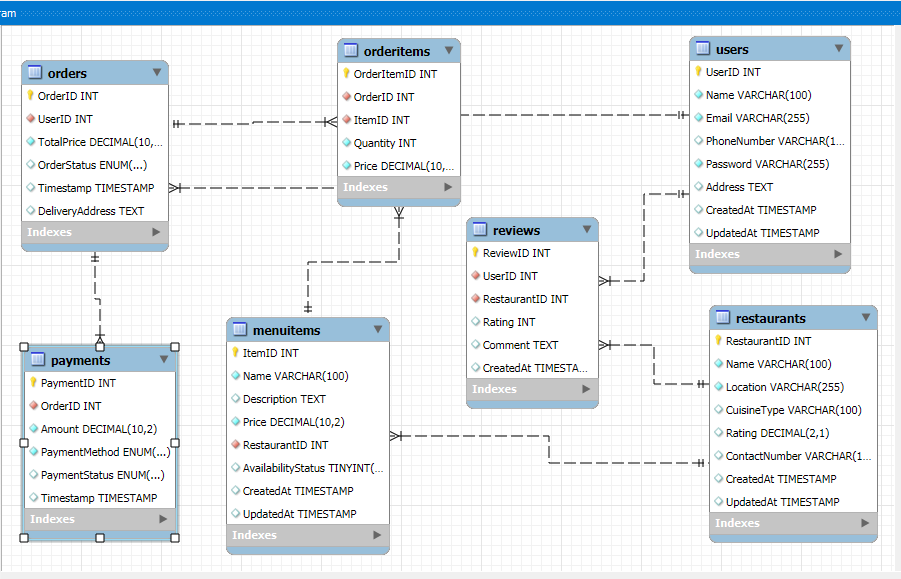 ram
orders
OrderID INT
UserID INT
TotalPrice DECIMAL(10,...
OrderStatus ENUM(...)
Timestamp TIMESTAMP
DeliveryAddress TEXT
Indexes
orderitems
OrderItemID INT
OrderID INT
ItemID INT
Quantity INT
Price DECIMAL(10,...
Indexes
users
UserID INT
Name VARCHAR(100)
Email VARCHAR(255)
PhoneNumber VARCHAR(1...
Password VARCHAR(255)
Address TEXT
CreatedAt TIMESTAMP
UpdatedAt TIMESTAMP
Indexes
reviews
ReviewID INT
UserID INT
RestaurantID INT
Rating INT
Comment TEXT
CreatedAt TIMESTA...
Indexes
payments
PaymentID INT
OrderID INT
Amount DECIMAL(10,2)
PaymentMethod ENUM(...)
PaymentStatus ENUM(...)
Timestamp TIMESTAMP
Indexes
menuitems
ItemID INT
Name VARCHAR(100)
Description TEXT
Price DECIMAL(10,2)
RestaurantID INT
AvailabilityStatus TINYINT(...
CreatedAt TIMESTAMP
UpdatedAt TIMESTAMP
Indexes
restaurants
RestaurantID INT
Name VARCHAR(100)
Location VARCHAR(255)
CuisineType VARCHAR(100)
Rating DECIMAL(2,1)
ContactNumber VARCHAR(1...
CreatedAt TIMESTAMP
UpdatedAt TIMESTAMP
Indexes